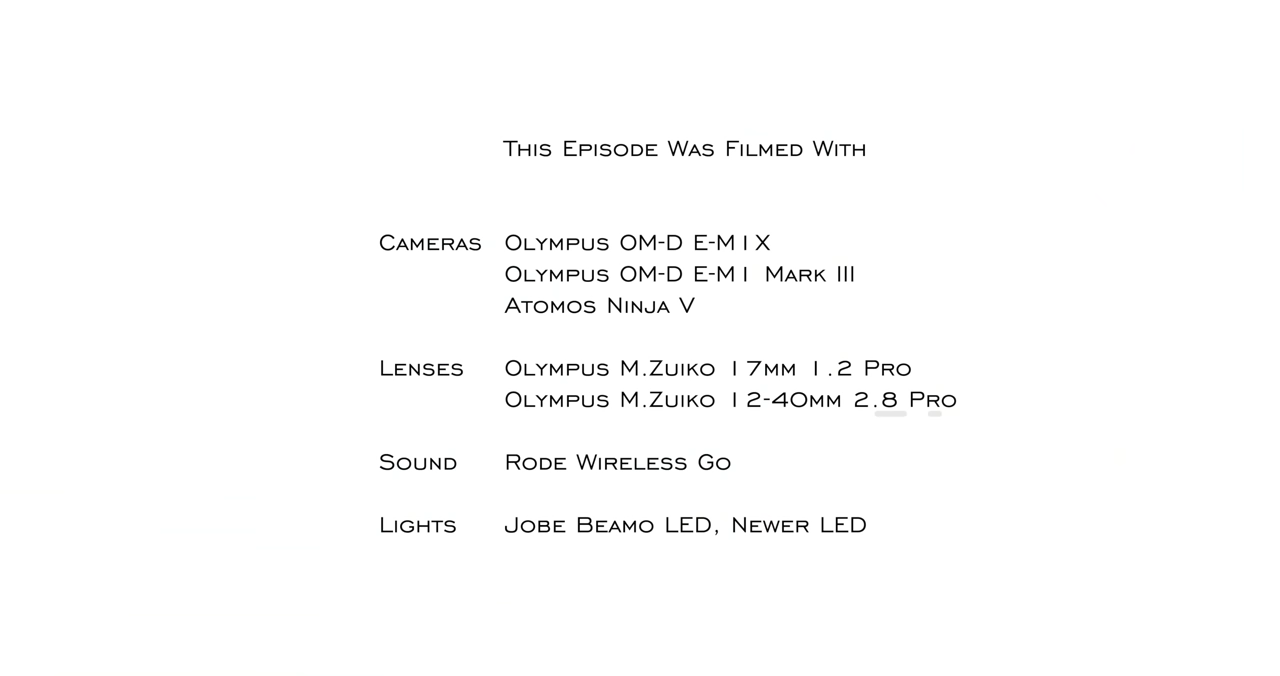 This Episode Was Filmed With
Cameras Olympus OM-D E-M1X
Olympus OM-D E-M1 Mark III
Atomos Ninja V
Lenses Olympus M.Zuiko 17mm 1.2 Pro
Olympus M.Zuiko 12-40mm 2.8 Pro
Sound Rode Wireless Go
Lights Jobe Beamo LED, Newer LED